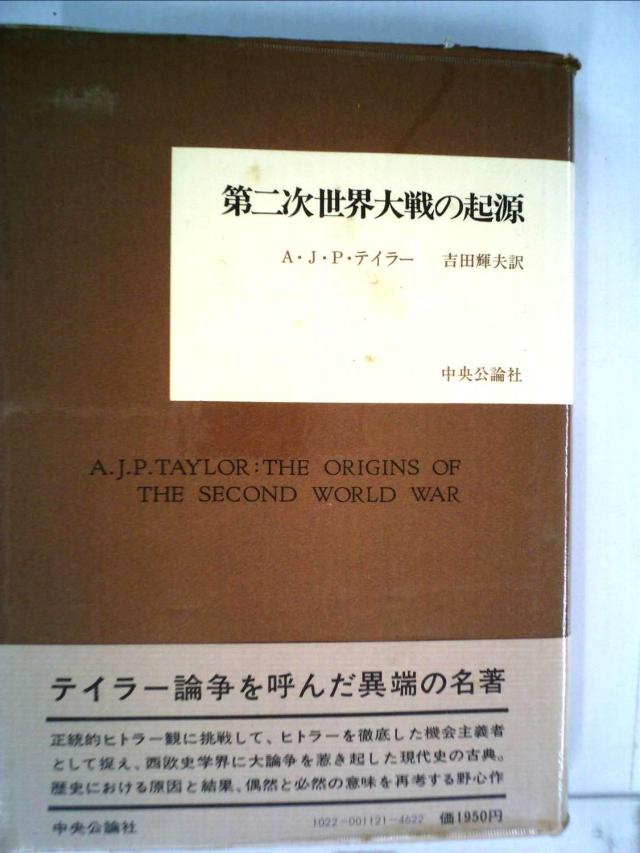 第二次世界大戦の起源
A・J・P・テイラー 吉田輝夫訳
中央公論社
A.J.P.TAYLOR:THE ORIGINS OF
THE SECOND WORLD WAR
テイラー論争を呼んだ異端の名著
正統的ヒトラー観に挑戦して、ヒトラーを徹底した機会主義者
として捉え、西欧史学界に大論争を惹き起した現代史の古典。
歴史における原因と結果、偶然と必然の意味を再考する野心作
中央公論社 1022-001121-4622 価1950円